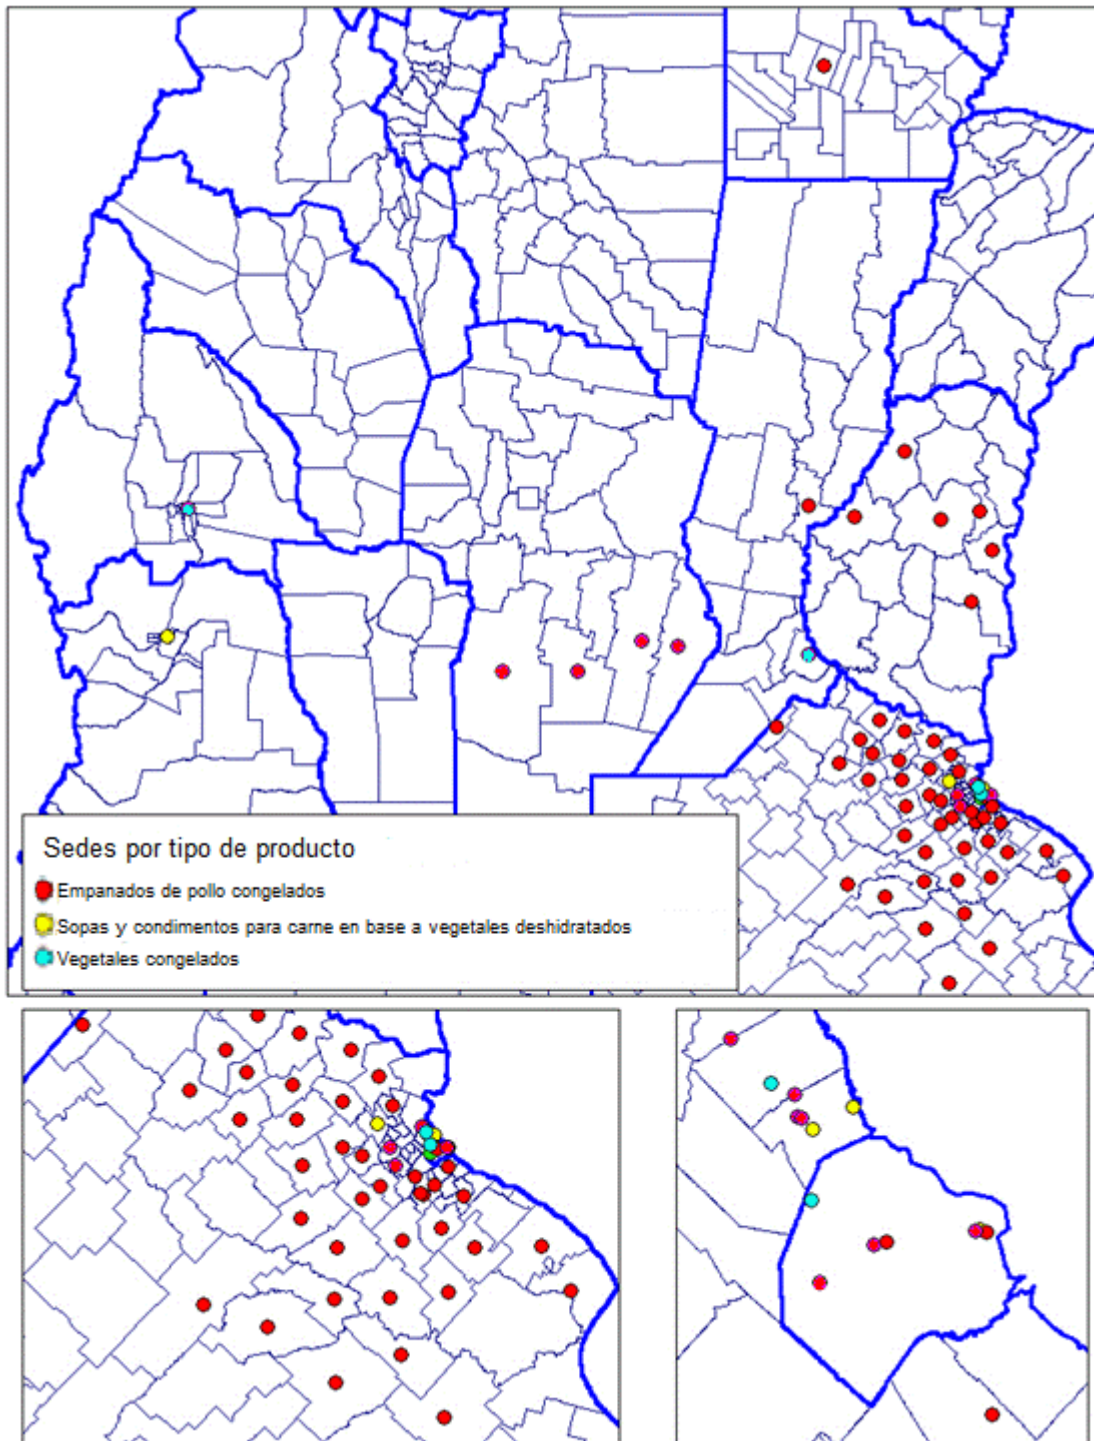 Sedes por tipo de producto
Empanados de pollo congelados
Sopas y condimentos para carne en base a vegetales deshidratados
Vegetales congelados